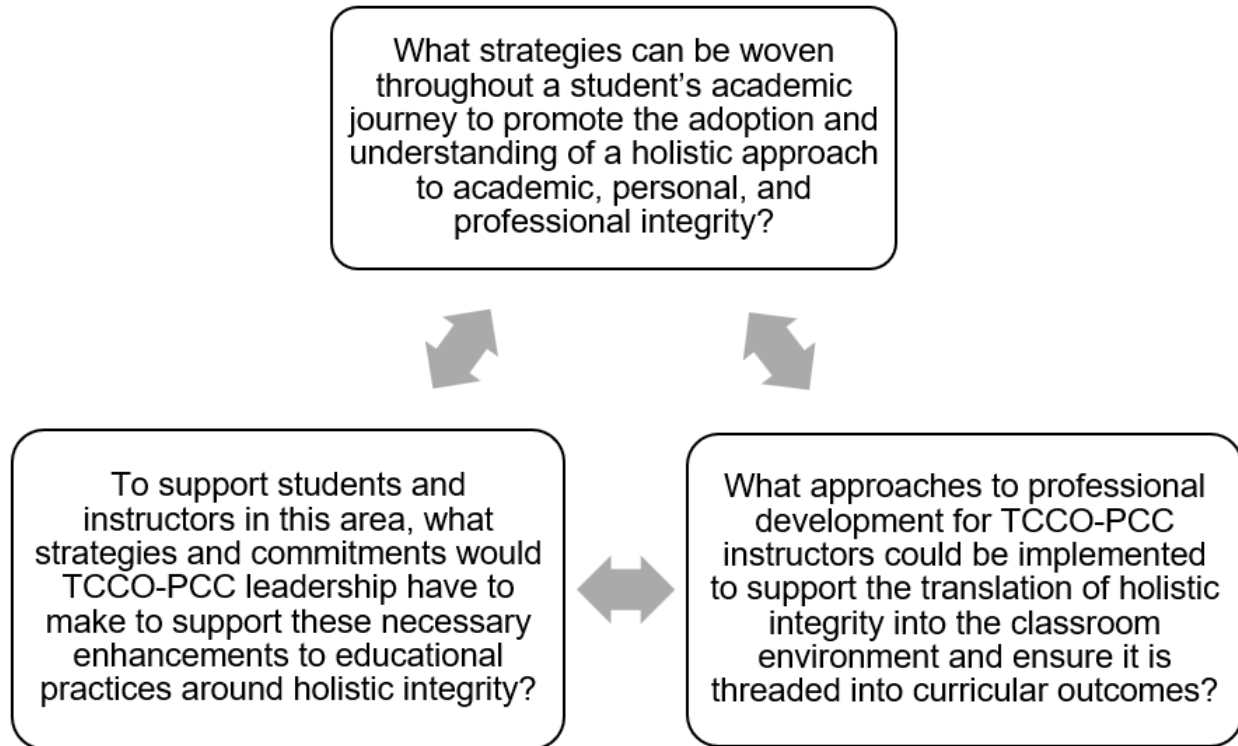 What strategies can be woven
throughout a student’s academic
journey to promote the adoption and
understanding of a holistic approach
to academic, personal, and
professional integrity?
To support students and
instructors in this area, what
strategies and commitments would
TCCO-PCC leadership have to
make to support these necessary
enhancements to educational
practices around holistic integrity?
What approaches to professional
development for TCCO-PCC
instructors could be implemented
to support the translation of holistic
integrity into the classroom
environment and ensure it is
threaded into curricular outcomes?